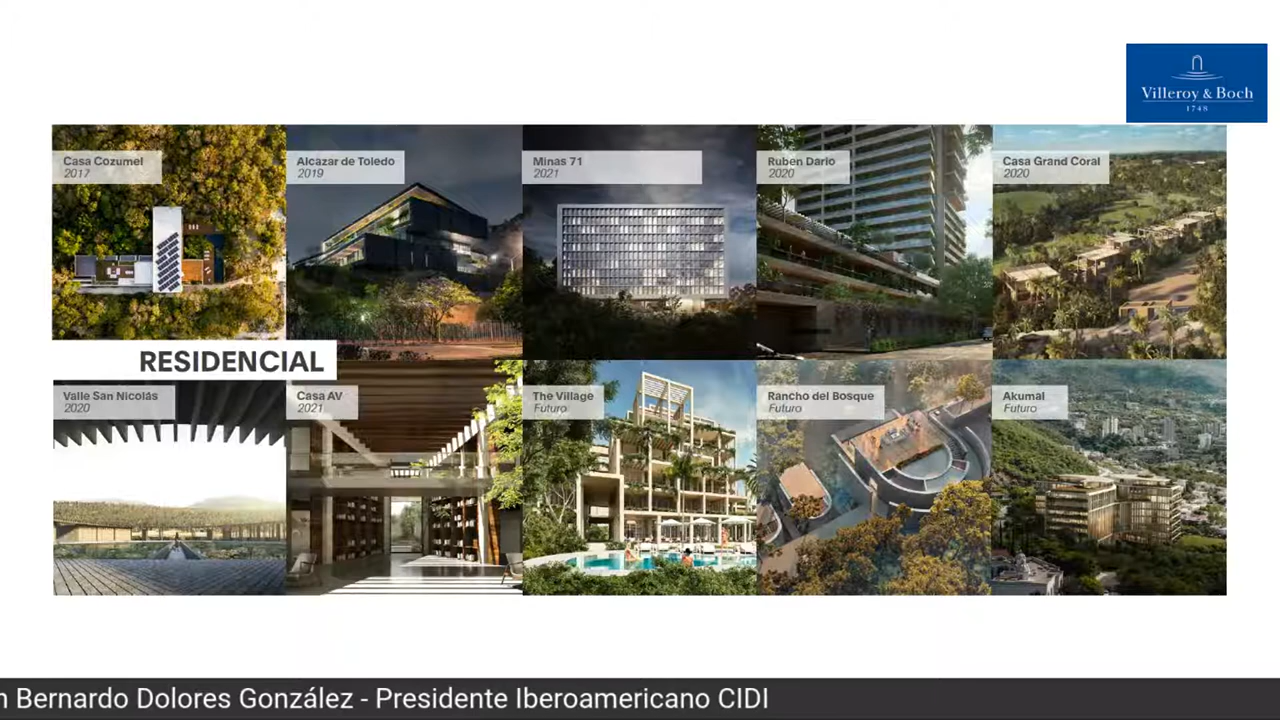 Villeroy & Boch
1748
Casa Cozumel
2017
Alcazar de Toledo
2019
Minas 71
2021
Ruben Dario
2020
Casa Grand Coral
2020
RESIDENCIAL
Valle San Nicolás
2020
Casa AV
2021
The Village
Futuro
Rancho del Bosque
Futuro
Akumal
Futuro
Bernardo Dolores González - Presidente Iberoamericano CIDI